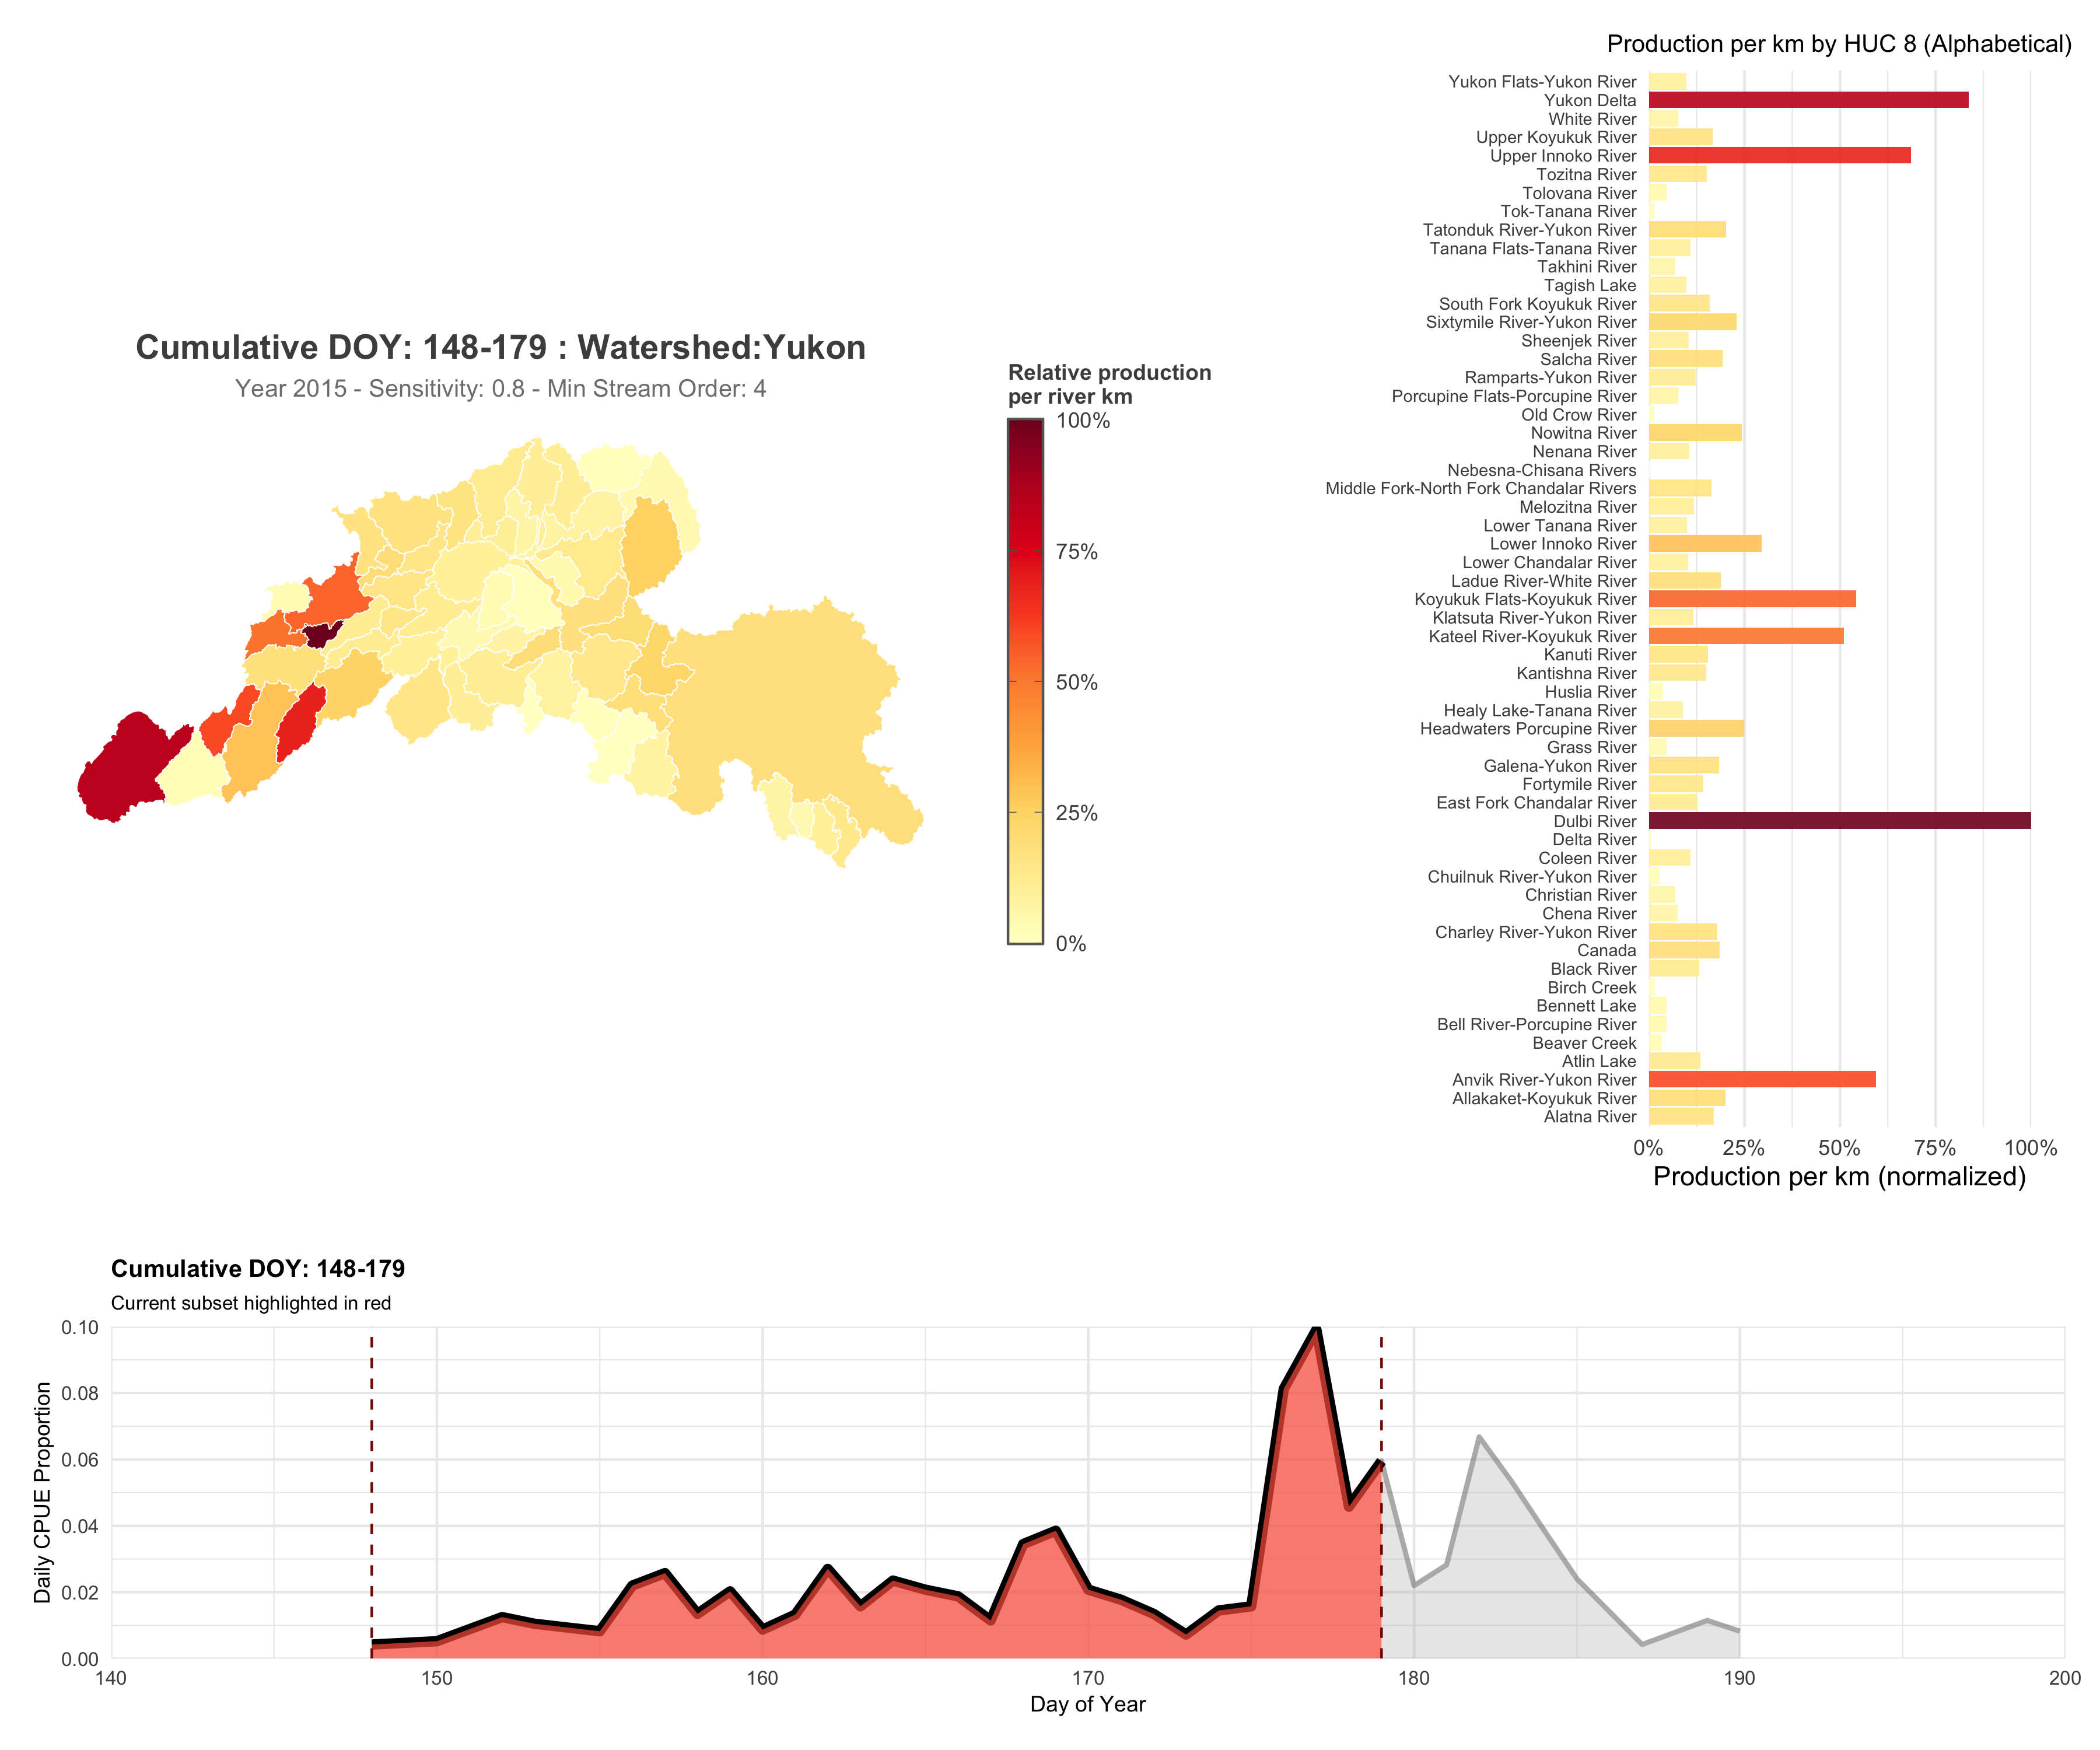 Production per km by HUC 8 (Alphabetical)
Yukon Flats-Yukon River
Yukon Delta
White River
Upper Koyukuk River
Upper Innoko River
Tozitna River
Tolovana River
Tok-Tanana River
Tatonduk River-Yukon River
Tanana Flats-Tanana River
Takhini River
Tagish Lake
South Fork Koyukuk River
Sixtymile River-Yukon River
Sheenjek River
Salcha River
Ramparts-Yukon River
Porcupine Flats-Porcupine River
Old Crow River
Nowitna River
Nenana River
Nebesna-Chisana Rivers
Middle Fork-North Fork Chandalar Rivers
Melozitna River
Lower Tanana River
Lower Innoko River
Lower Chandalar River
Ladue River-White River
Koyukuk Flats-Koyukuk River
Klatsuta River-Yukon River
Kateel River-Koyukuk River
Kanuti River
Kantishna River
Huslia River
Healy Lake-Tanana River
Headwaters Porcupine River
Grass River
Galena-Yukon River
Fortymile River
East Fork Chandalar River
Dulbi River
Delta River
Coleen River
Chuilnuk River-Yukon River
Christian River
Chena River
Charley River-Yukon River
Canada
Black River
Birch Creek
Bennett Lake
Bell River-Porcupine River
Beaver Creek
Atlin Lake
Anvik River-Yukon River
Allakaket-Koyukuk River
Alatna River
0% 25% 50% 75% 100%
Production per km (normalized)
Cumulative DOY: 148-179 : Watershed:Yukon
Year 2015 - Sensitivity: 0.8 - Min Stream Order: 4
Relative production
per river km
100%
75%
50%
25%
0%
Cumulative DOY: 148-179
Current subset highlighted in red
Daily CPUE Proportion
0.10
0.08
0.06
0.04
0.02
0.00
140 150 160 170 180 190 200
Day of Year